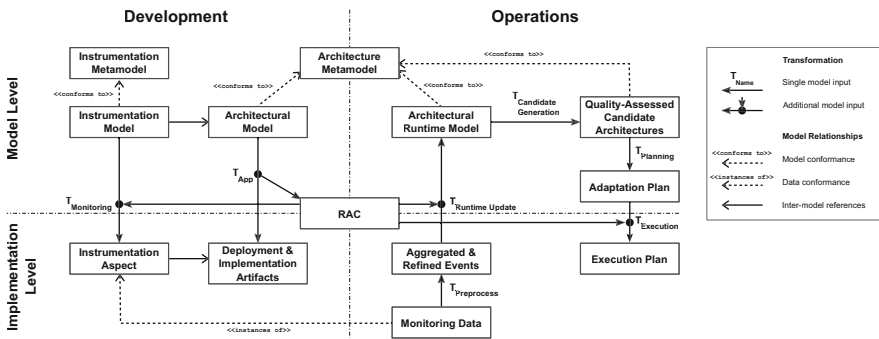 Development
Operations
Model Level
Implementation
Level
Instrumentation
Metamodel
Architecture
Metamodel
<<conforms to>>
<<conforms to>>
<<conforms to>>
<<conforms to>>
Instrumentation
Model
Architectural
Model
Architectural
Runtime Model
T Candidate
Generation
Quality-Assessed
Candidate
Architectures
T App
T Planning
T Monitoring
RAC
T Runtime Update
Adaptation Plan
T Execution
Instrumentation
Aspect
Deployment &
Implementation
Artifacts
Aggregated &
Refined Events
Execution Plan
T Preprocess
<<instances of>>
Monitoring Data
Transformation
T Name
Single model input
Additional model input
Model Relationships
<<conforms to>>
Model conformance
<<instances of>>
Data conformance
Inter-model references